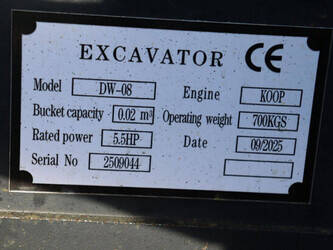 EXCAVATOR CE
Model DW-08 Engine KOOP
Bucket capacity 0.02 m³ Operating weight 700KGS
Rated power 5.5HP Date 09/2025
Serial No 2509044